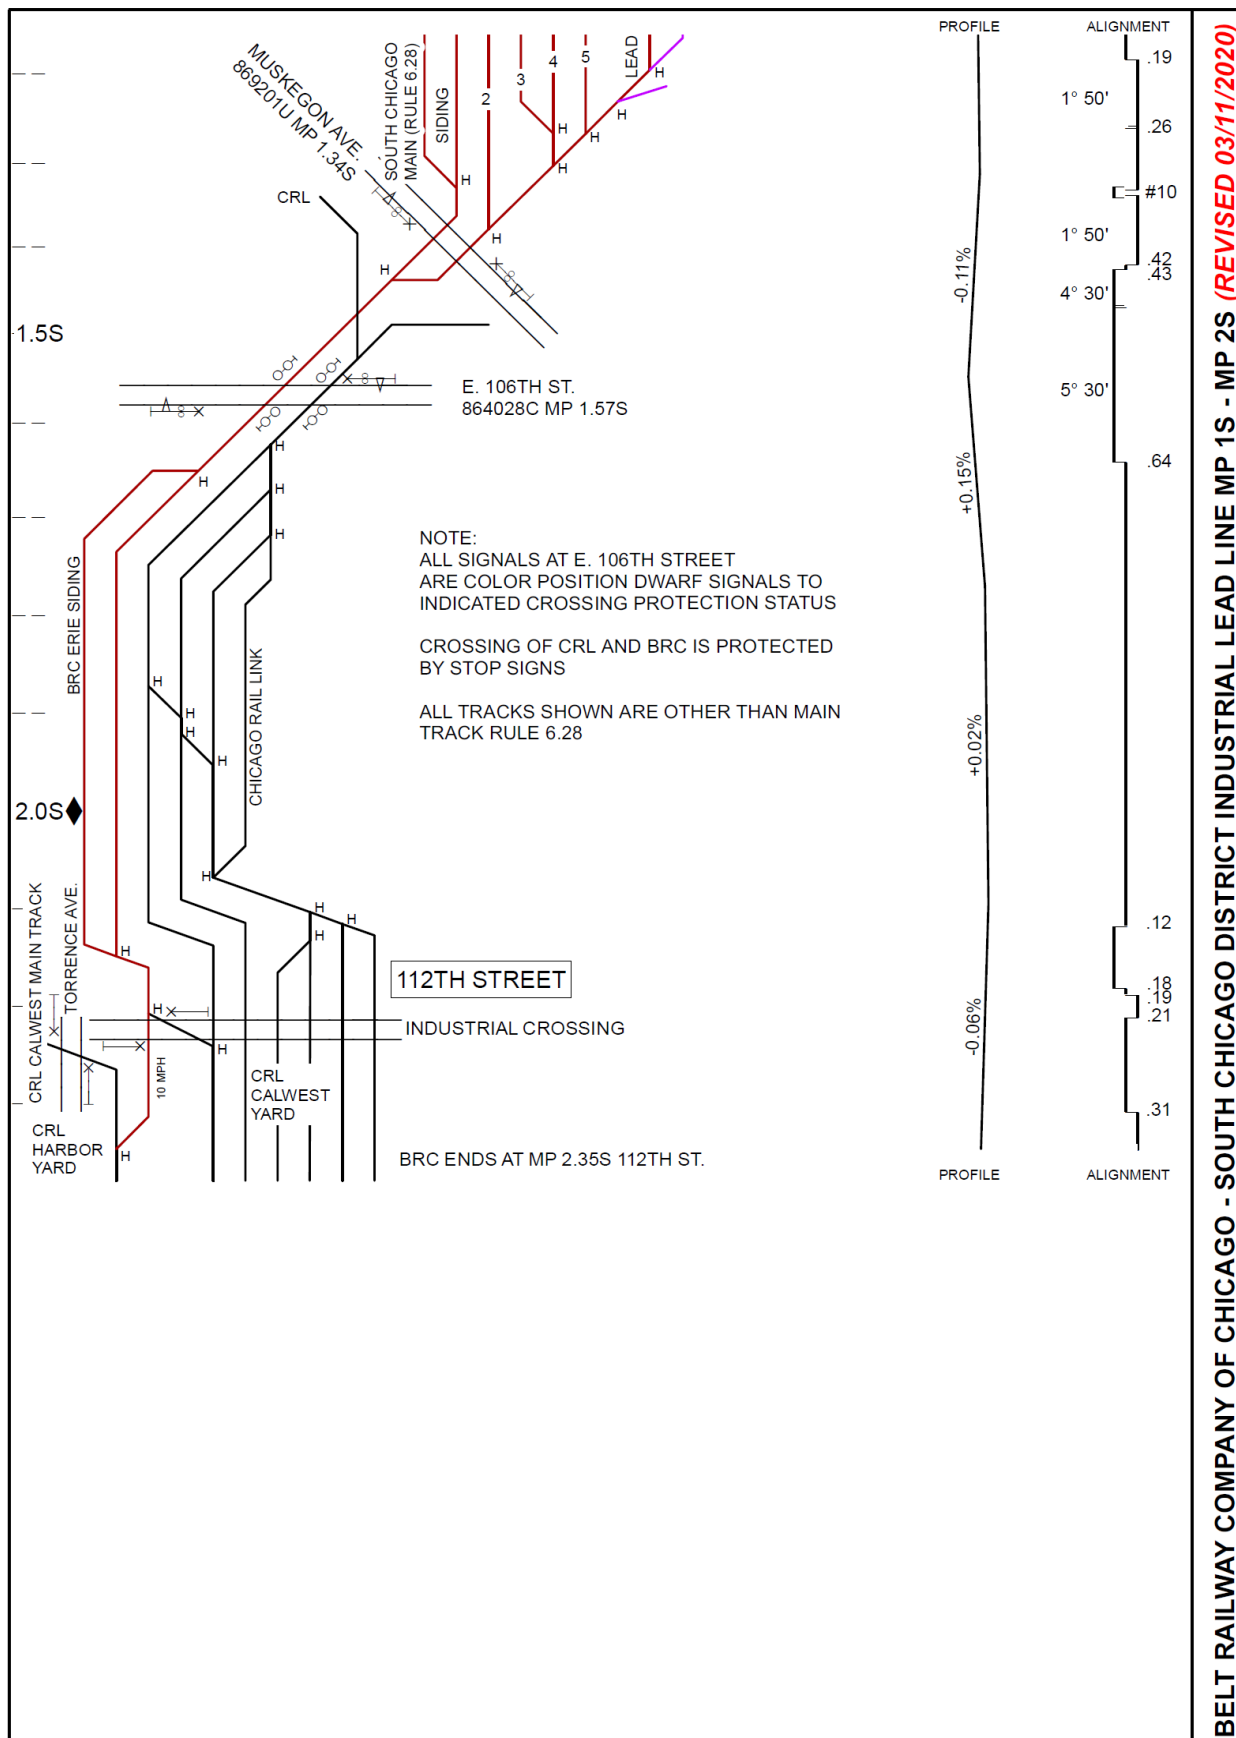 PROFILE
ALIGNMENT
MUSKEGON AVE.
869201U MP 1.34S
SOUTH CHICAGO
MAIN (RULE 6.28)
SIDING
2
3
4
5
LEAD
H
H
H
H
H
H
H
H
CRL
1.5S
E. 106TH ST.
864028C MP 1.57S
H
H
H
H
NOTE:
ALL SIGNALS AT E. 106TH STREET
ARE COLOR POSITION DWARF SIGNALS TO
INDICATED CROSSING PROTECTION STATUS
CROSSING OF CRL AND BRC IS PROTECTED
BY STOP SIGNS
ALL TRACKS SHOWN ARE OTHER THAN MAIN
TRACK RULE 6.28
BRC ERIE SIDING
CHICAGO RAIL LINK
H
H
H
H
2.0S
H
H
H
H
H
CRL CALWEST MAIN TRACK
TORRENCE AVE.
112TH STREET
H
INDUSTRIAL CROSSING
H
10 MPH
CRL
CALWEST
YARD
CRL
HARBOR
YARD
H
BRC ENDS AT MP 2.35S 112TH ST.
-0.11%
+0.15%
+0.02%
-0.06%
.19
1° 50'
.26
#10
1° 50'
.42
.43
4° 30'
5° 30'
.64
.12
.18
.19
.21
.31
PROFILE
ALIGNMENT
BELT RAILWAY COMPANY OF CHICAGO - SOUTH CHICAGO DISTRICT INDUSTRIAL LEAD LINE MP 1S - MP 2S (REVISED 03/11/2020)